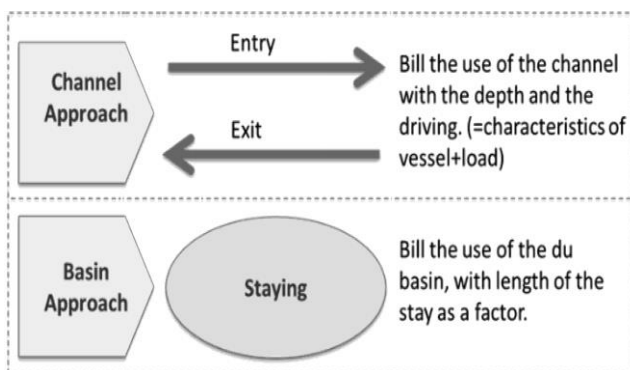 Channel
Approach
Entry
Exit
Bill the use of the channel
with the depth and the
driving. (=characteristics of
vessel+load)
Basin
Approach
Staying
Bill the use of the du
basin, with length of the
stay as a factor.